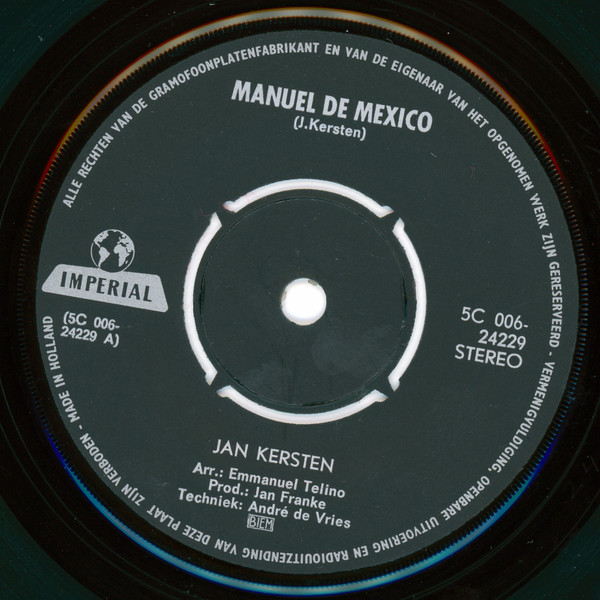 ALLE RECHTEN VAN DE GRAMOFOONPLATENFABRIKANT EN VAN DE EIGENAAR VAN HET OPGENOMEN WERK ZIJN GERESERVEERD - VERMENIGVULDIGING, OPENBARE UITVOERING EN RADIOUITZENDING VAN DEZE PLAAT ZIJN VERBODEN - MADE IN HOLLAND
MANUEL DE MEXICO
(J.Kersten)
IMPERIAL
(5C 006-
24229 A)
5C 006-
24229
STEREO
JAN KERSTEN
Arr.: Emmanuel Telino
Prod.: Jan Franke
Techniek: André de Vries
BIEM